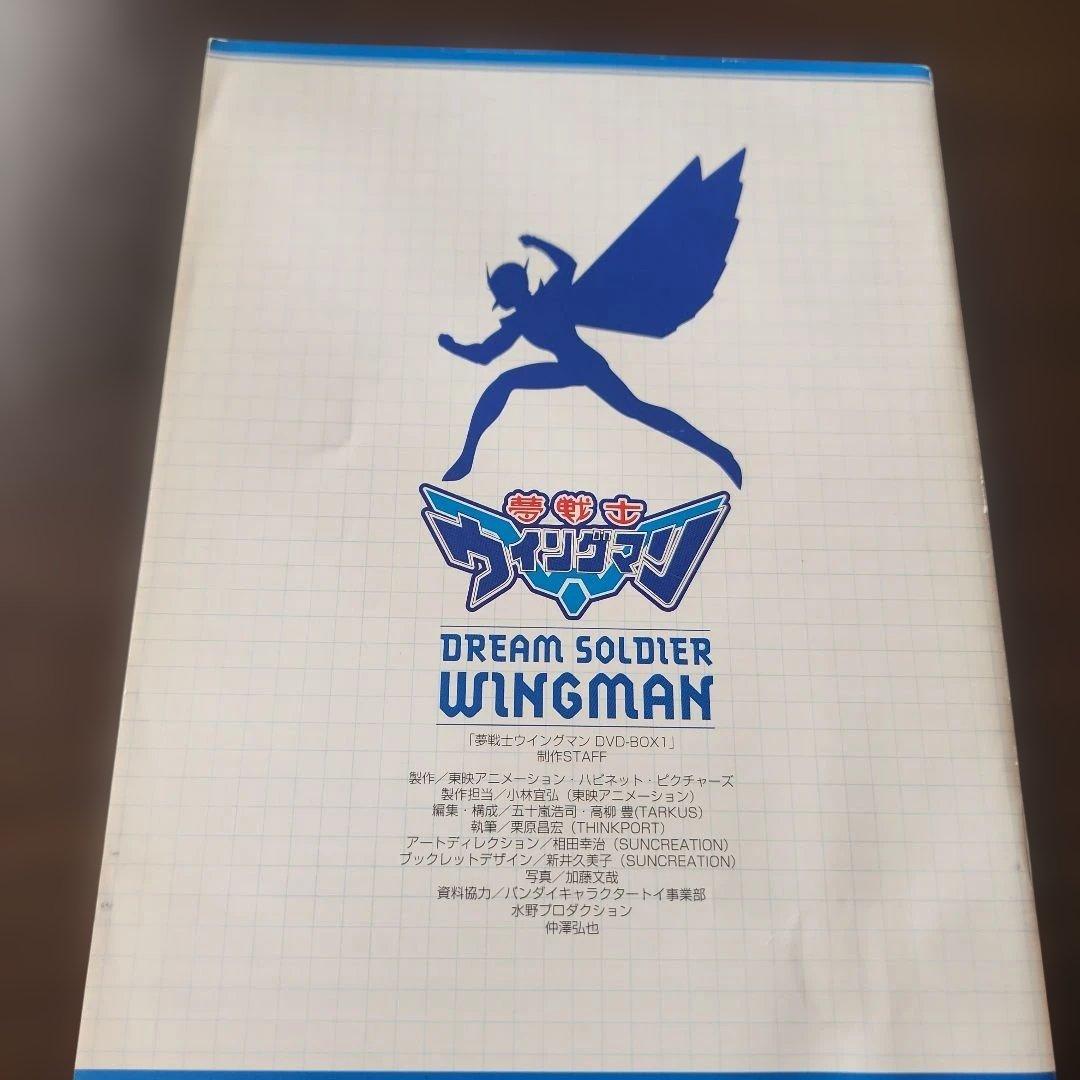 夢戦士
ウイングマン
DREAM SOLDIER
WINGMAN
「夢戦士ウイングマン DVD-BOX1」
制作STAFF
製作／東映アニメーション・ハピネット・ピクチャーズ
製作担当／小林宜弘（東映アニメーション）
編集・構成／五十嵐浩司・高柳 豊(TARKUS)
執筆／栗原昌宏（THINKPORT）
アートディレクション／相田幸治（SUNCREATION）
ブックレットデザイン／新井久美子（SUNCREATION）
写真／加藤文哉
資料協力／バンダイキャラクタートイ事業部
水野プロダクション
仲澤弘也